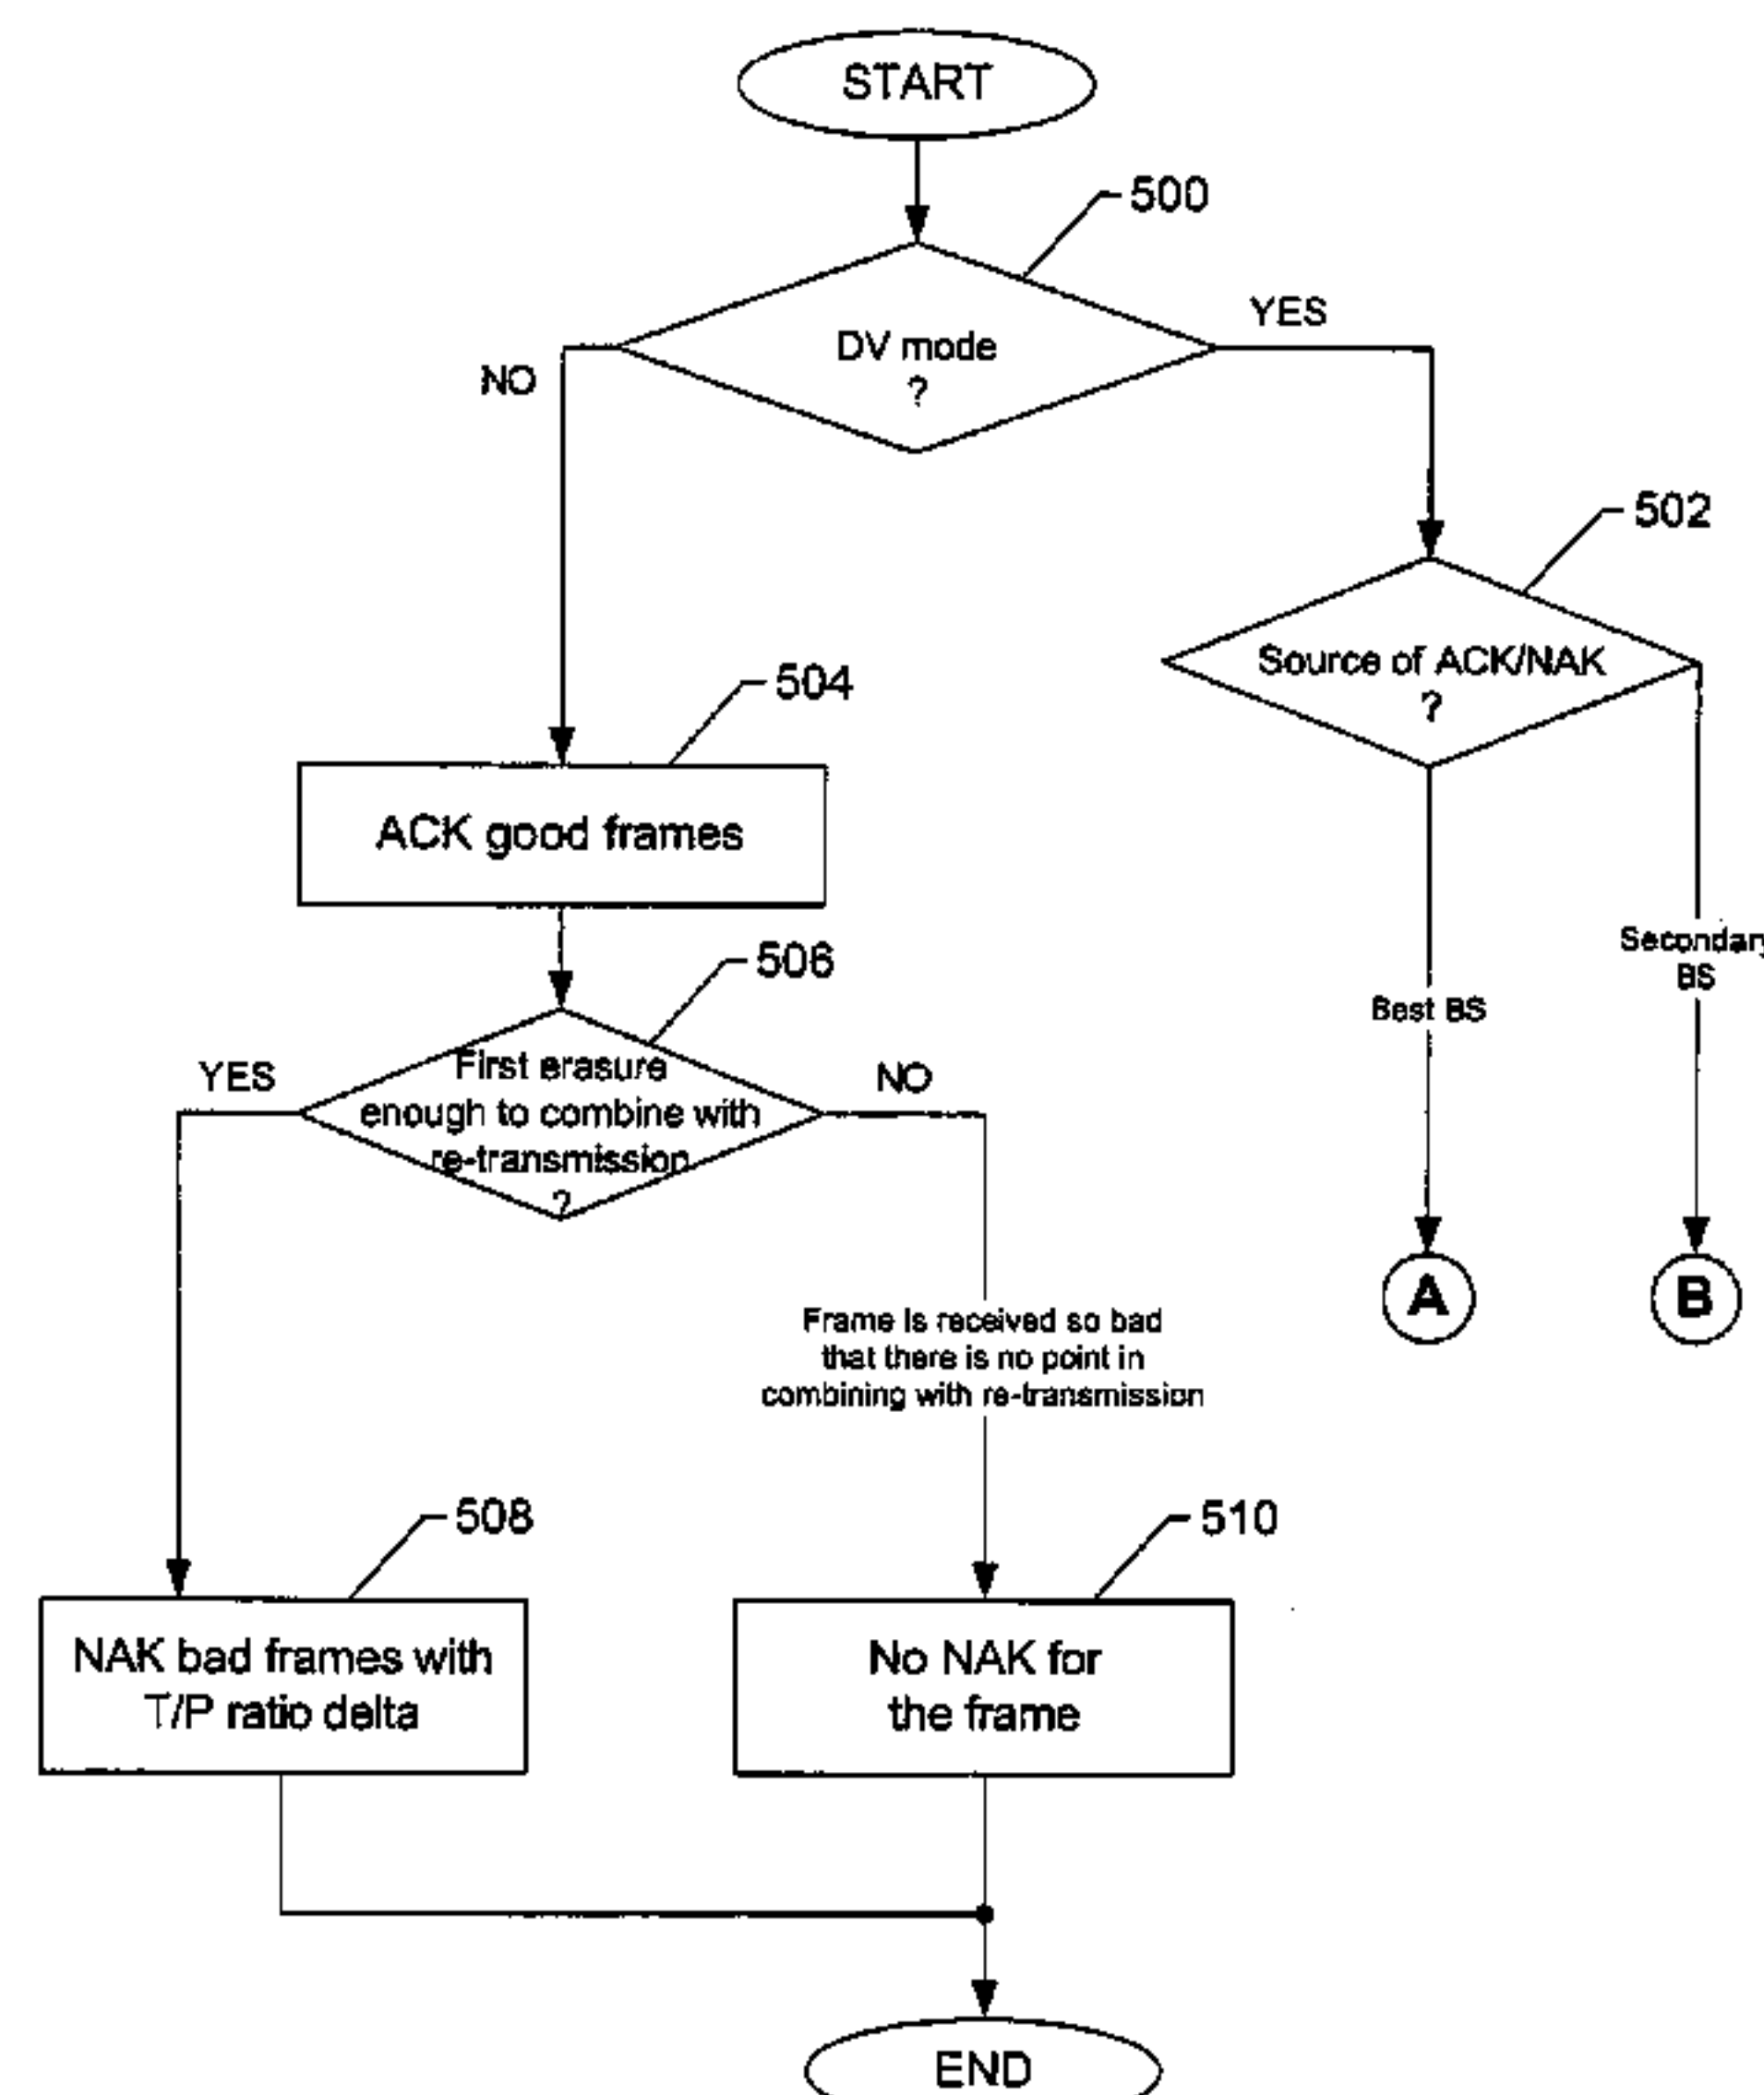 START
500
DV mode
?
YES
NO
502
Source of ACK/NAK
?
504
ACK good frames
506
First erasure
enough to combine with
re-transmission
?
YES
NO
Secondary
BS
Best BS
A
B
Frame is received so bad
that there is no point in
combining with re-transmission
508
NAK bad frames with
T/P ratio delta
510
No NAK for
the frame
END